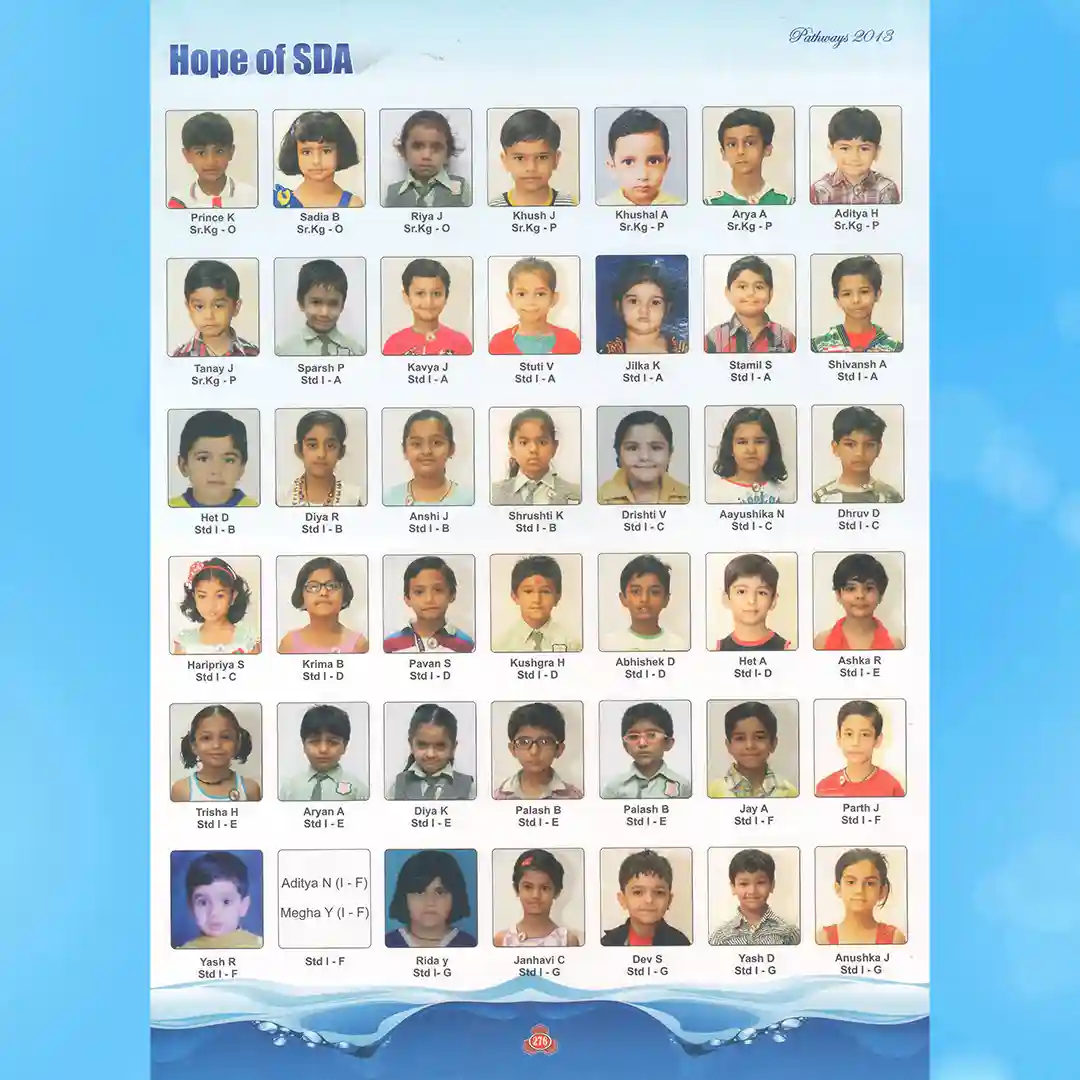 Pathways 2013
Hope of SDA
Prince K Sadia B Riya J Khush J Khushal A Arya A Aditya H
Sr.Kg - O Sr.Kg - O Sr.Kg - O Sr.Kg - P Sr.Kg - P Sr.Kg - P Sr.Kg - P
Tanay J Sparsh P Kavya J Stuti V Jilka K Stamil S Shivansh A
Sr.Kg - P Std I - A Std I - A Std I - A Std I - A Std I - A Std I - A
Het D Diya R Anshi J Shrushti K Drishti V Aayushika N Dhruv D
Std I - B Std I - B Std I - B Std I - B Std I - C Std I - C Std I - C
Haripriya S Krima B Pavan S Kushgra H Abhishek D Het A Ashka R
Std I - C Std I - D Std I - D Std I - D Std I - D Std I- D Std I - E
Trisha H Aryan A Diya K Palash B Palash B Jay A Parth J
Std I - E Std I - E Std I - E Std I - E Std I - E Std I - F Std I - F
Aditya N (I - F)
Megha Y (I - F)
Yash R Std I - F Rida y Janhavi C Dev S Yash D Anushka J
Std I - F Std I- G Std I - G Std I - G Std I - G Std I - G
276